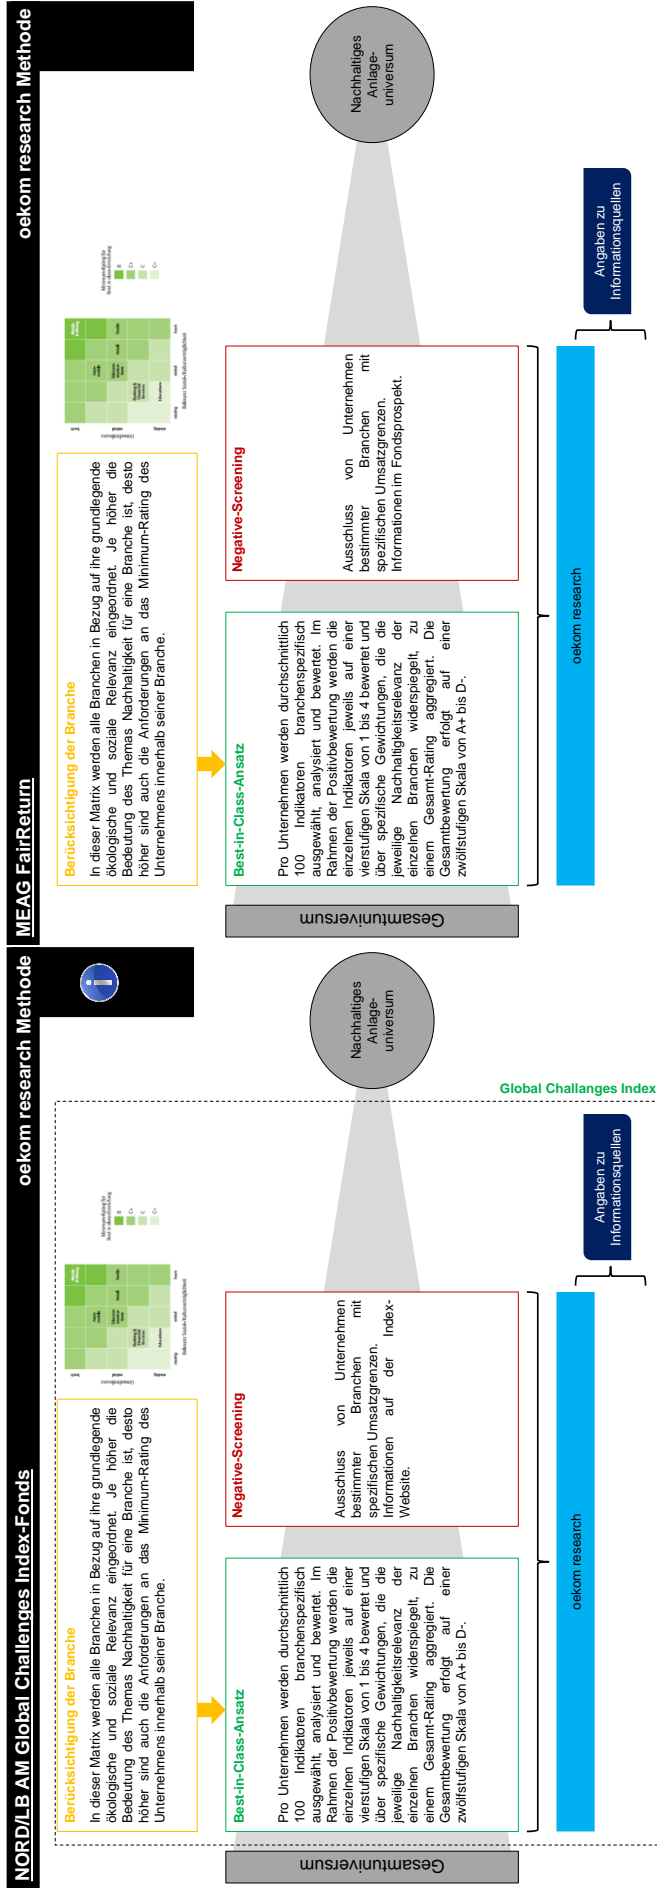 NORD/LB AM Global Challenges Index-Fonds
oekom research Methode
Berücksichtigung der Branche
In dieser Matrix werden alle Branchen in Bezug auf ihre grundlegende
ökologische und soziale Relevanz eingeordnet. Je höher die
Bedeutung des Themas Nachhaltigkeit für eine Branche ist, desto
höher sind auch die Anforderungen an das Minimum-Rating des
Unternehmens innerhalb seiner Branche.
Umweltrelevanz
hoch
mittel
niedrig
niedrig
mittel
hoch
B
C+
C
Gesamtuniversum
Best-in-Class-Ansatz
Pro Unternehmen werden durchschnittlich
100 Indikatoren branchenspezifisch
ausgewählt, analysiert und bewertet. Im
Rahmen der Positivbewertung werden die
einzelnen Indikatoren jeweils auf einer
vierstufigen Skala von 1 bis 4 bewertet und
über spezifische Gewichtungen, die die
jeweilige Nachhaltigkeitsrelevanz der
einzelnen Branchen widerspiegelt, zu
einem Gesamt-Rating aggregiert. Die
Gesamtbewertung erfolgt auf einer
zwölfstufigen Skala von A+ bis D-.
Negative-Screening
Ausschluss von Unternehmen
bestimmter Branchen mit
spezifischen Umsatzgrenzen.
Informationen auf der Index-
Website.
Nachhaltiges
Anlage-
universum
Global Challanges Index
oekom research
Angaben zu
Informationsquellen
MEAG FairReturn
oekom research Methode
Berücksichtigung der Branche
In dieser Matrix werden alle Branchen in Bezug auf ihre grundlegende
ökologische und soziale Relevanz eingeordnet. Je höher die
Bedeutung des Themas Nachhaltigkeit für eine Branche ist, desto
höher sind auch die Anforderungen an das Minimum-Rating des
Unternehmens innerhalb seiner Branche.
Umweltrelevanz
hoch
mittel
niedrig
niedrig
mittel
hoch
B
C+
C
Gesamtuniversum
Best-in-Class-Ansatz
Pro Unternehmen werden durchschnittlich
100 Indikatoren branchenspezifisch
ausgewählt, analysiert und bewertet. Im
Rahmen der Positivbewertung werden die
einzelnen Indikatoren jeweils auf einer
vierstufigen Skala von 1 bis 4 bewertet und
über spezifische Gewichtungen, die die
jeweilige Nachhaltigkeitsrelevanz der
einzelnen Branchen widerspiegelt, zu
einem Gesamt-Rating aggregiert. Die
Gesamtbewertung erfolgt auf einer
zwölfstufigen Skala von A+ bis D-.
Negative-Screening
Ausschluss von Unternehmen
bestimmter Branchen mit
spezifischen Umsatzgrenzen.
Informationen im Fondsprospekt.
Nachhaltiges
Anlage-
universum
oekom research
Angaben zu
Informationsquellen